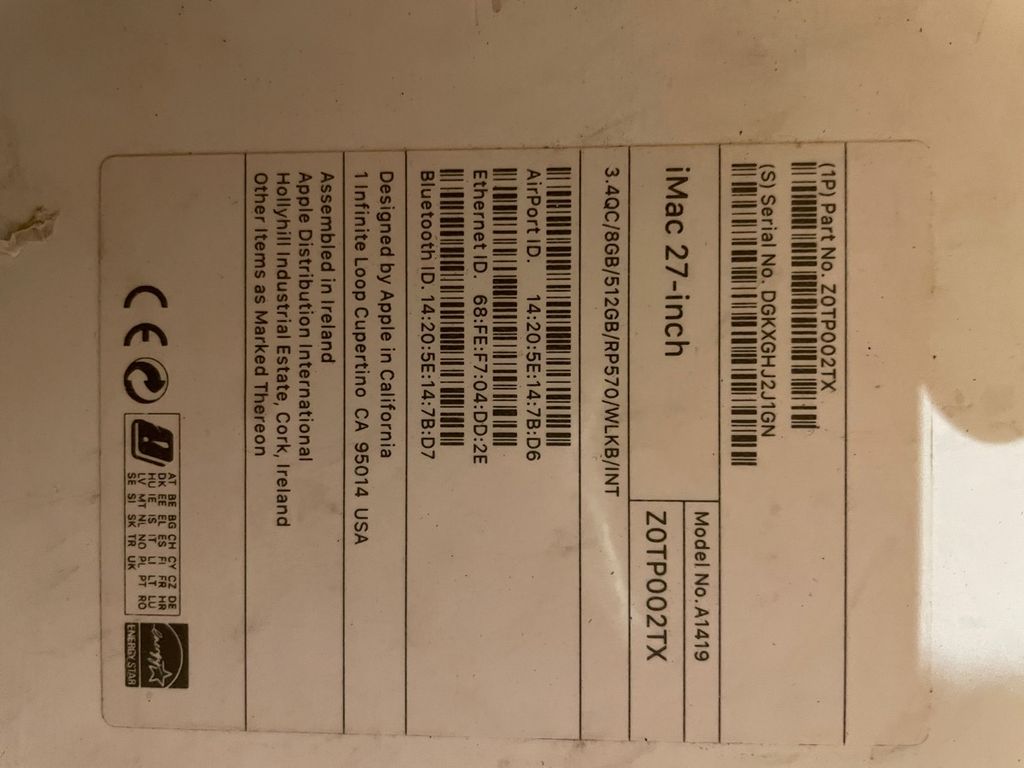 (1P) Part No. Z0TP002TX
(S) Serial No. DGKXGHJ2J1GN
iMac 27-inch
Model No. A1419
Z0TP002TX
3.4QC/8GB/512GB/RP570/WLKB/INT
AirPort ID. 14:20:5E:14:7B:D6
Ethernet ID. 68:FE:F7:04:DD:2E
Bluetooth ID. 14:20:5E:14:7B:D7
Designed by Apple in California
1 Infinite Loop Cupertino CA 95014 USA
Assembled in Ireland
Apple Distribution International
Hollyhill Industrial Estate, Cork, Ireland
Other Items as Marked Thereon
CE
AT BE BG CH CY CZ DE
DK EE EL ES FI FR HR
HU IE IS IT LI LT LU
LV MT NL NO PL PT RO
SE SI SK TR UK
energy
ENERGY STAR